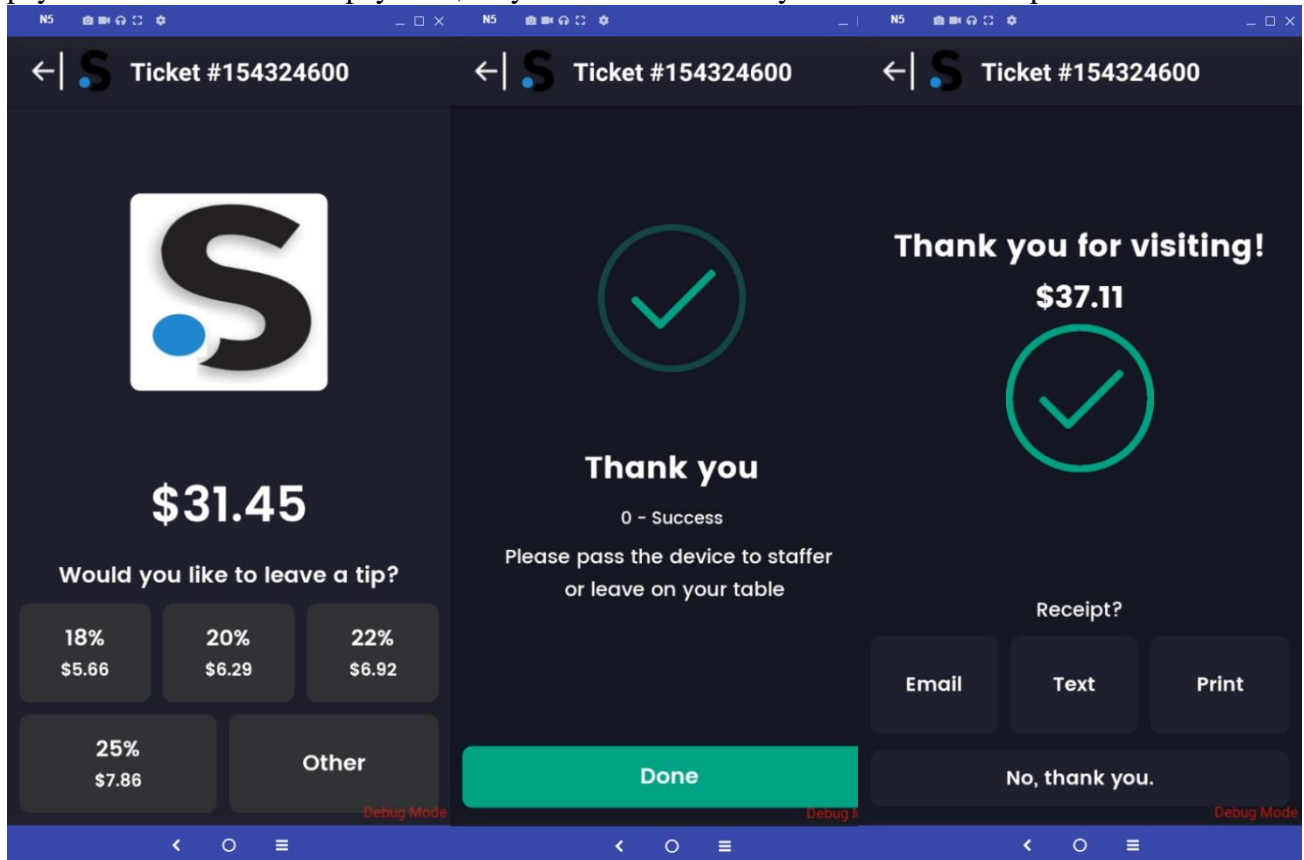 N5
Ticket #154324600
S
$31.45
Would you like to leave a tip?
18%
$5.66
20%
$6.29
22%
$6.92
25%
$7.86
Other
Debug Mode
N5
Ticket #154324600
Thank you
0 - Success
Please pass the device to staffer
or leave on your table
Done
Debug
N5
Ticket #154324600
Thank you for visiting!
$37.11
Receipt?
Email
Text
Print
No, thank you.
Debug Mode